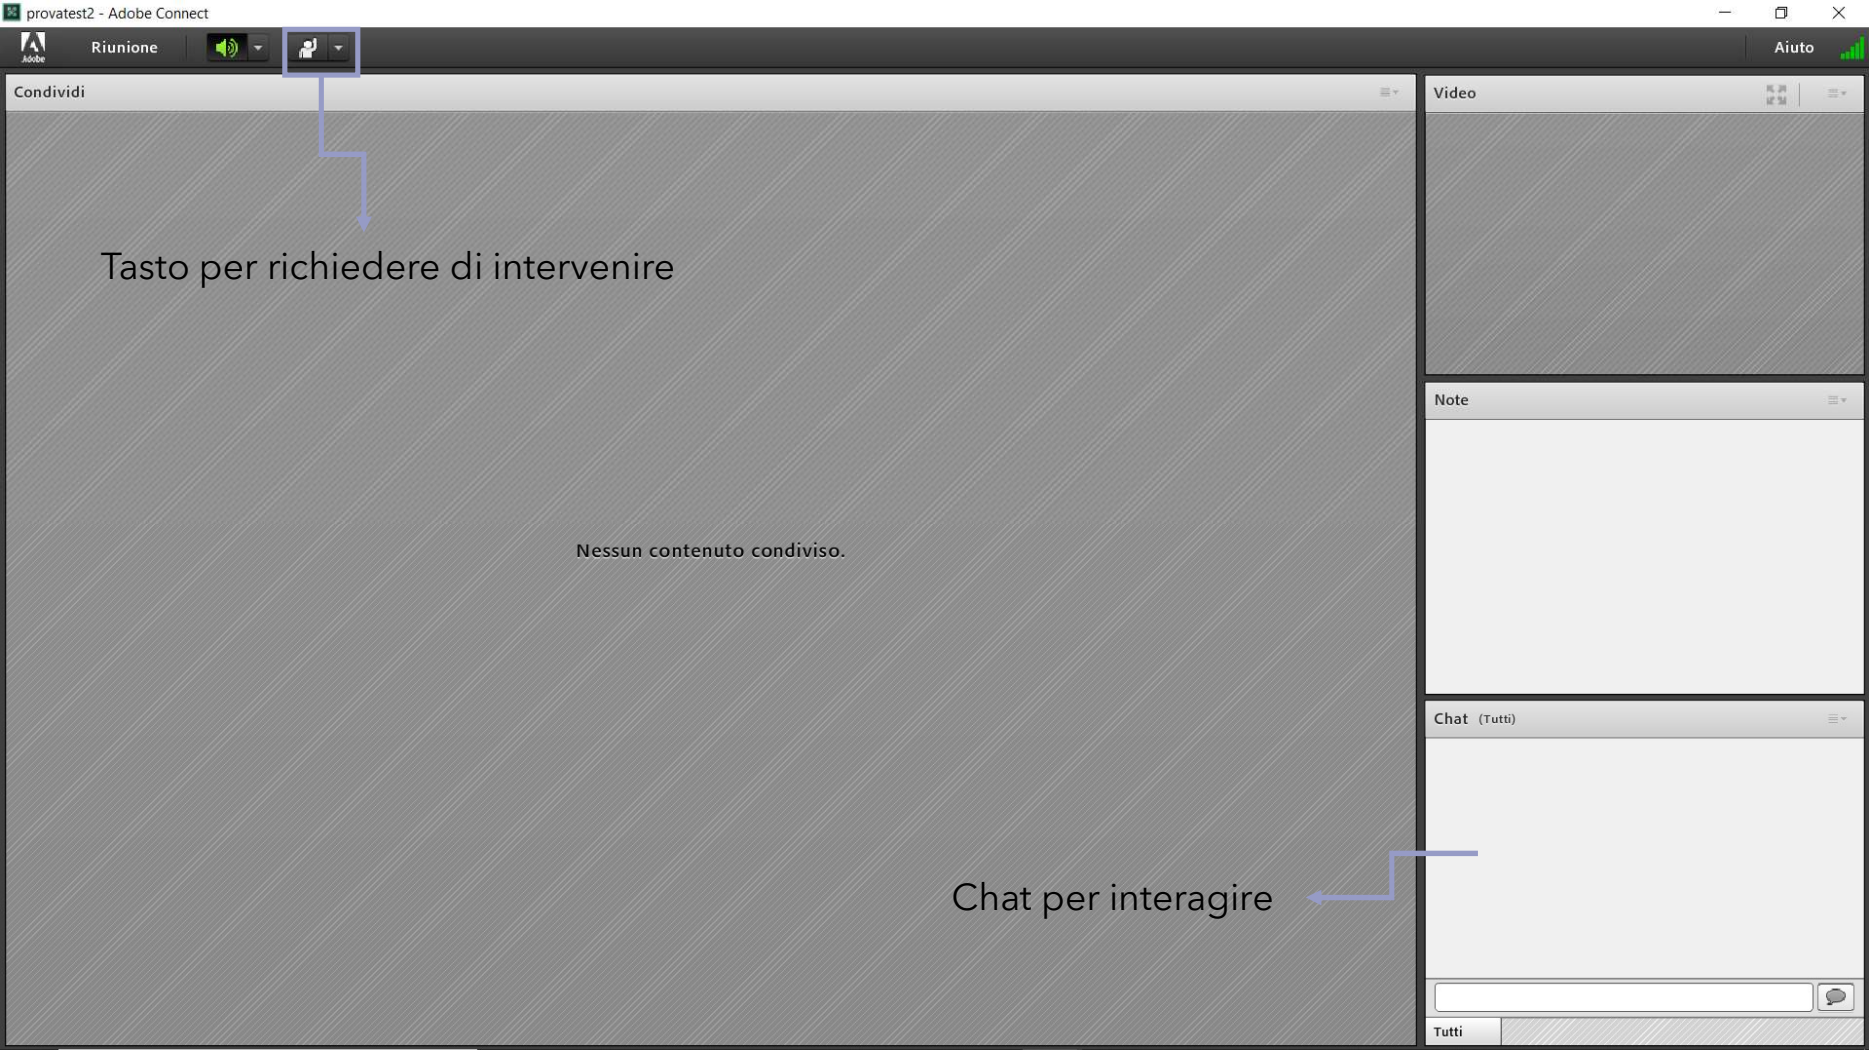 provatest2 - Adobe Connect
Adobe
Riunione
Aiuto
Condividi
Video
Tasto per richiedere di intervenire
Note
Nessun contenuto condiviso.
Chat (Tutti)
Chat per interagire
Tutti